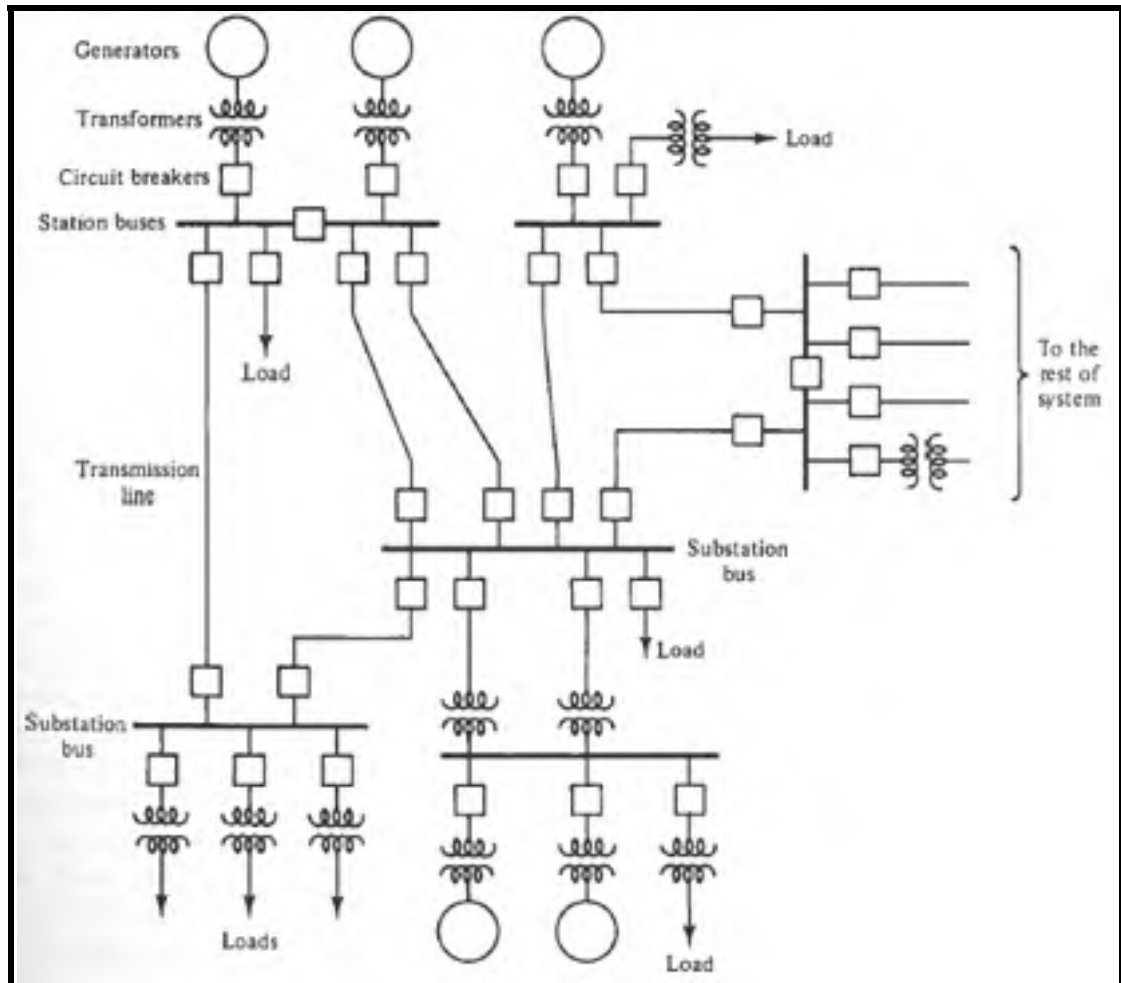 Generators
Transformers
Load
Circuit breakers
Station buses
Load
To the
rest of
system
Transmission
line
Substation
bus
Load
Substation
bus
Loads
Load